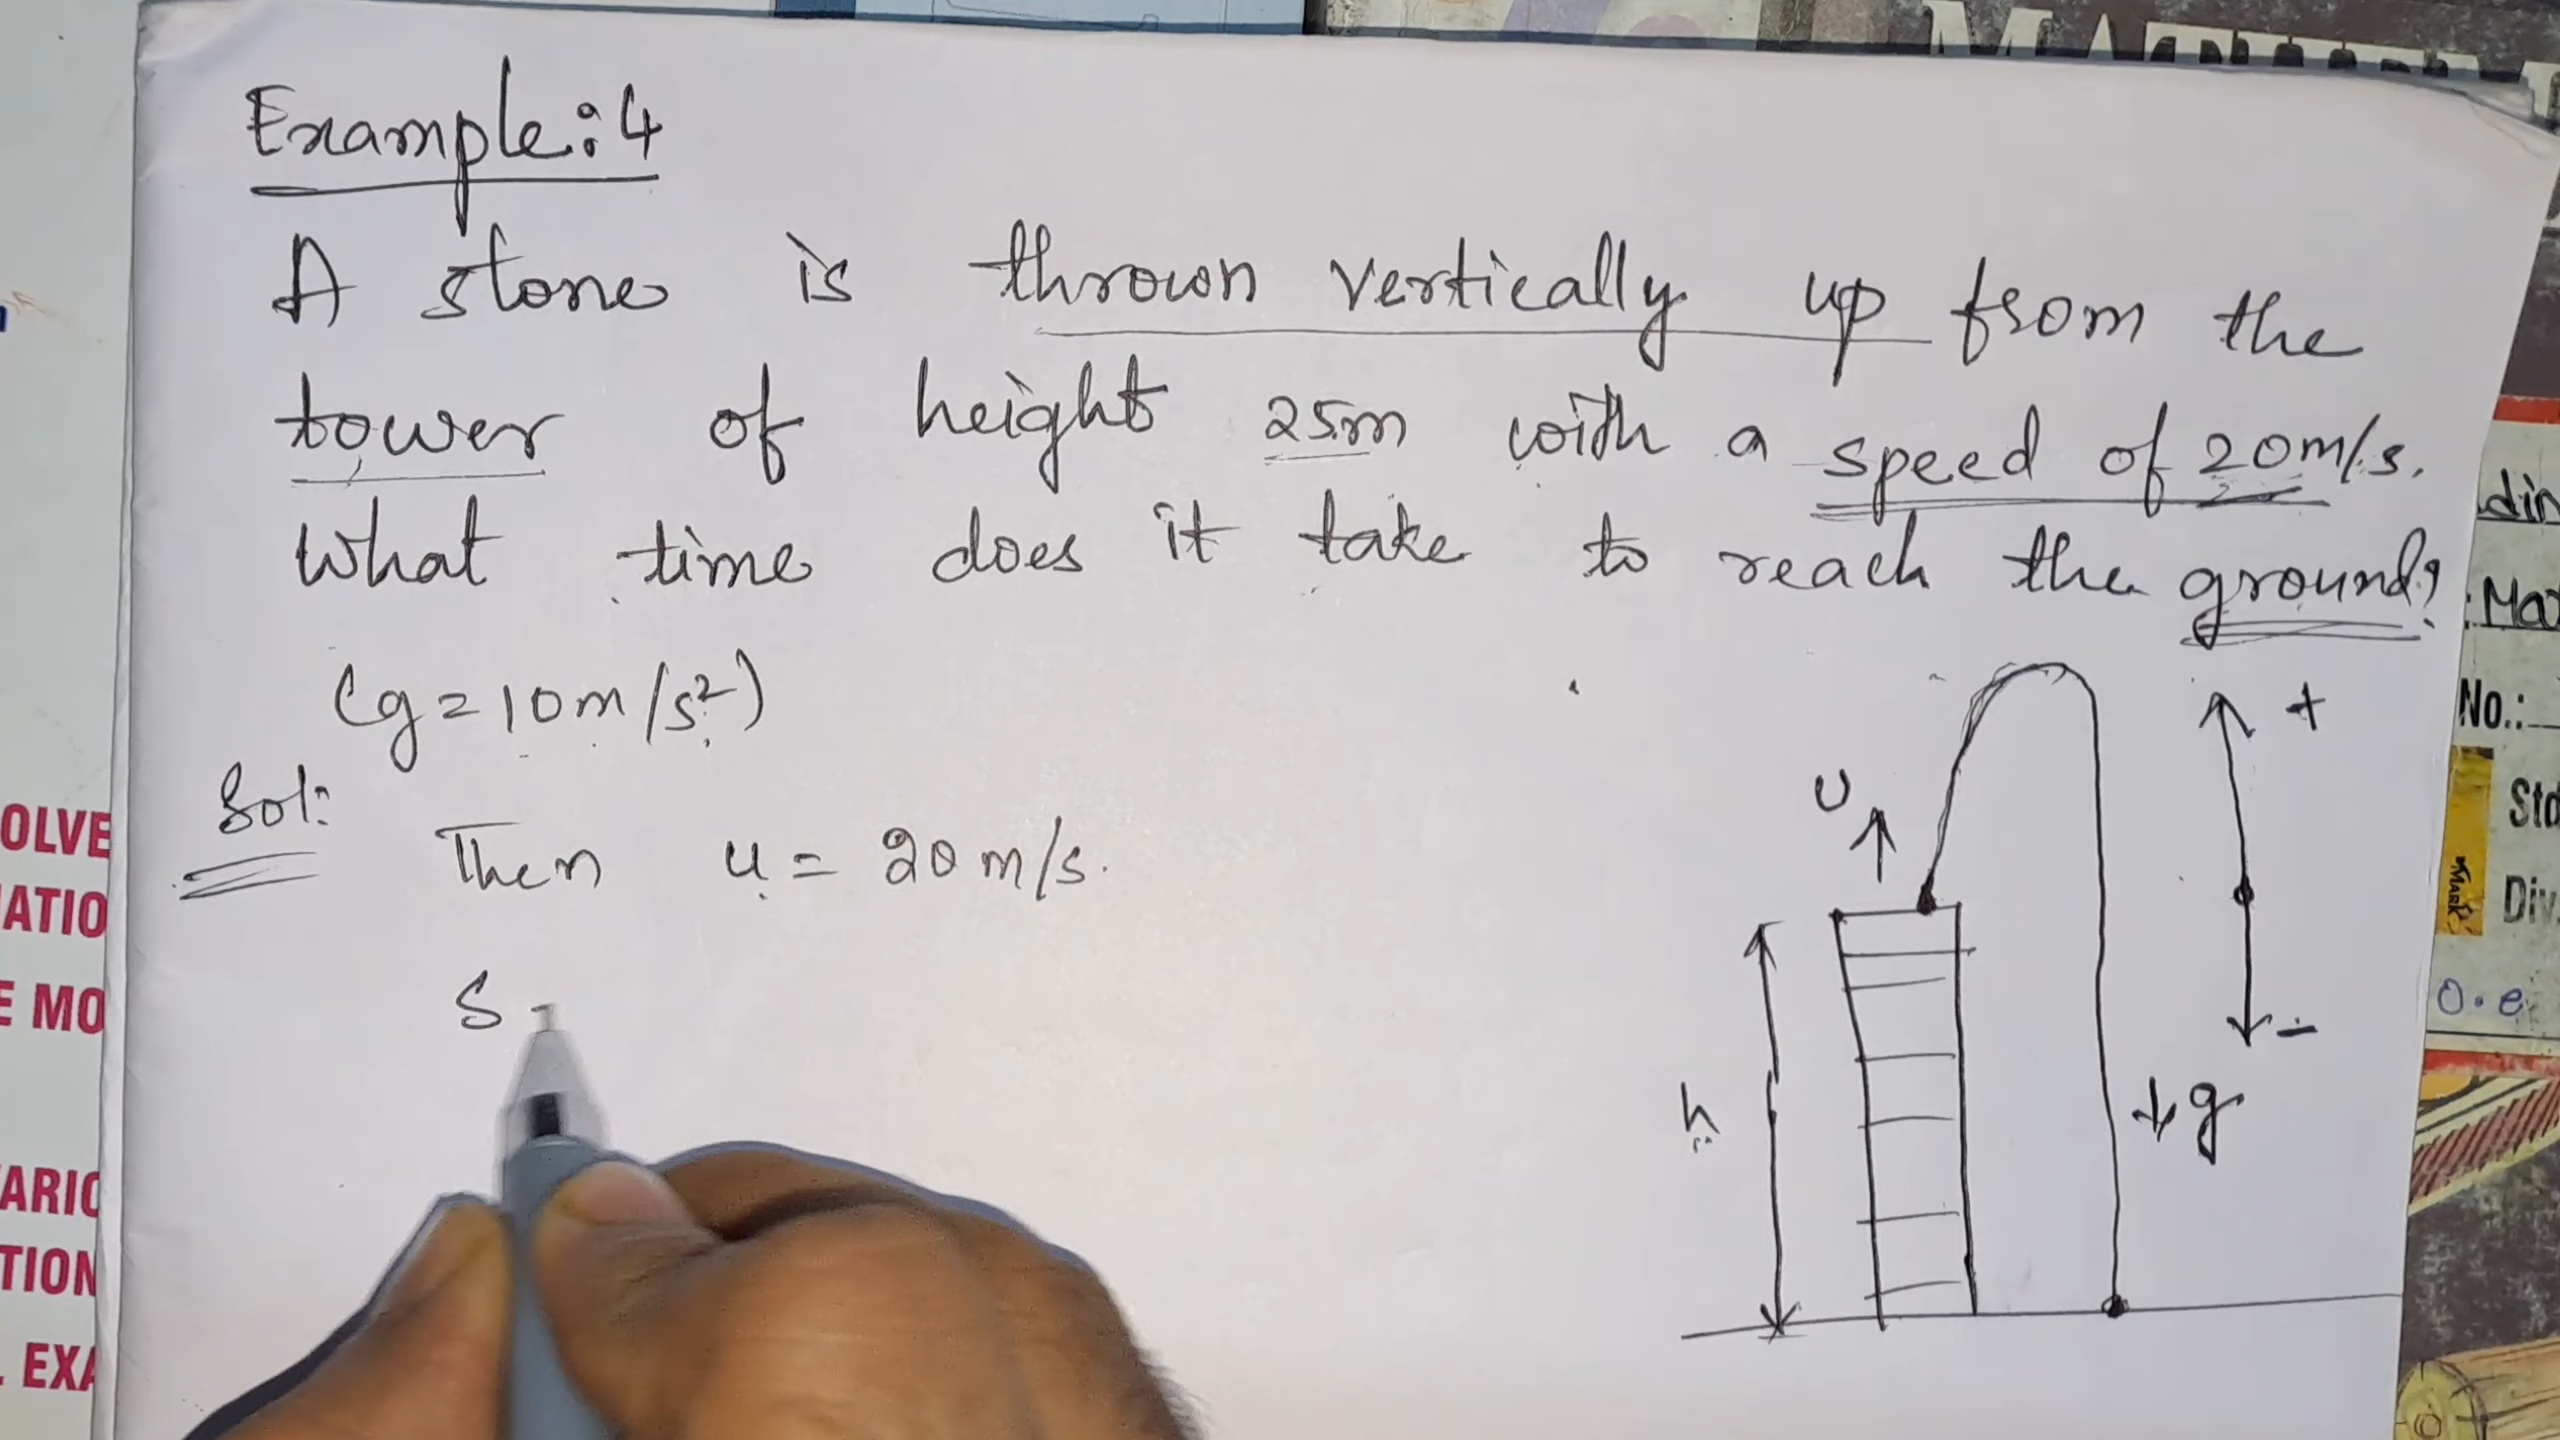 Example: 4
A stone is thrown vertically up from the
tower of height 25m with a speed of 20m/s.
What time does it take to reach the ground?
(g=10m/s²)
Sol:
Then u = 20 m/s.
S =
u
h
g
+
-
OLVE
ATIO
E MO
ARIC
TION
. EXA
No.:
Std
Div.
MARK